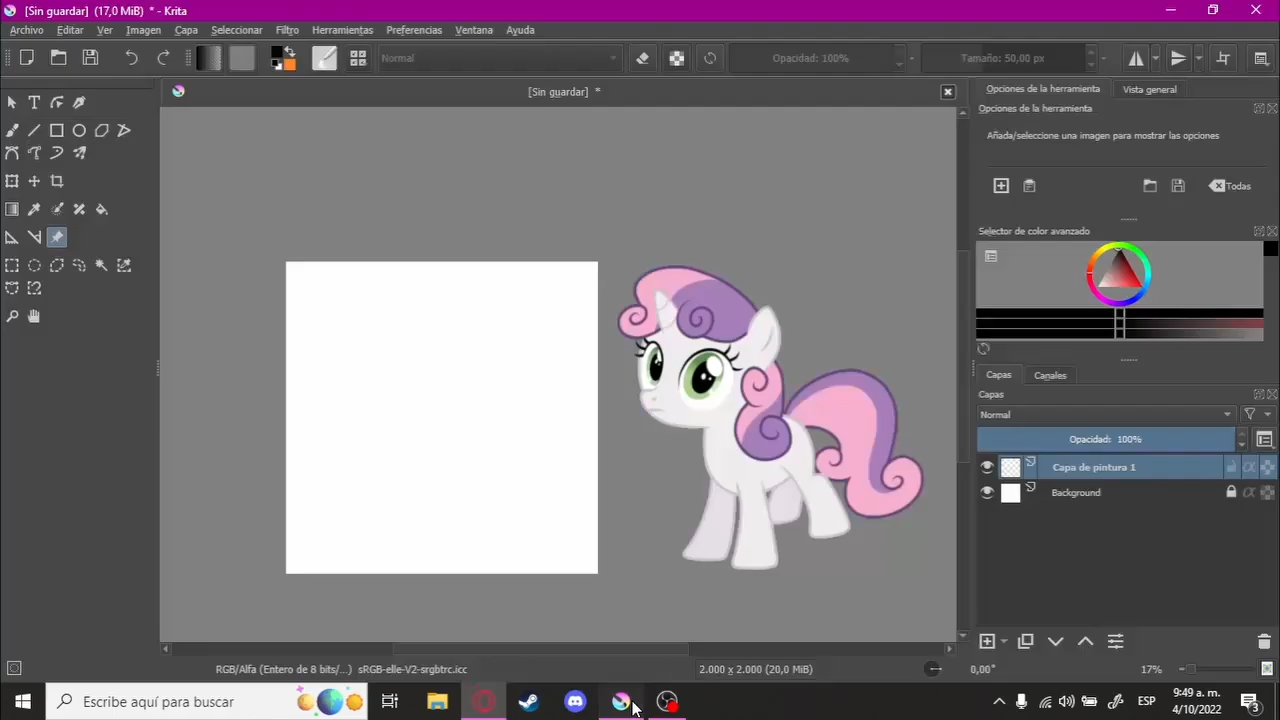 [Sin guardar] (17,0 MiB) * - Krita
Archivo Editar Ver Imagen Capa Seleccionar Filtro Herramientas Preferencias Ventana Ayuda
Normal Opacidad: 100% Tamaño: 50,00 px
[Sin guardar] *
Opciones de la herramienta Vista general
Opciones de la herramienta
Añada/seleccione una imagen para mostrar las opciones
Todas
Selector de color avanzado
Capas Canales
Capas
Normal
Opacidad: 100%
Capa de pintura 1
Background
RGB/Alfa (Entero de 8 bits/...) sRGB-elle-V2-srgbtrc.icc 2.000 x 2.000 (20,0 MiB) 0,00° 17%
Escribe aquí para buscar
ESP
9:49 a. m.
4/10/2022
3